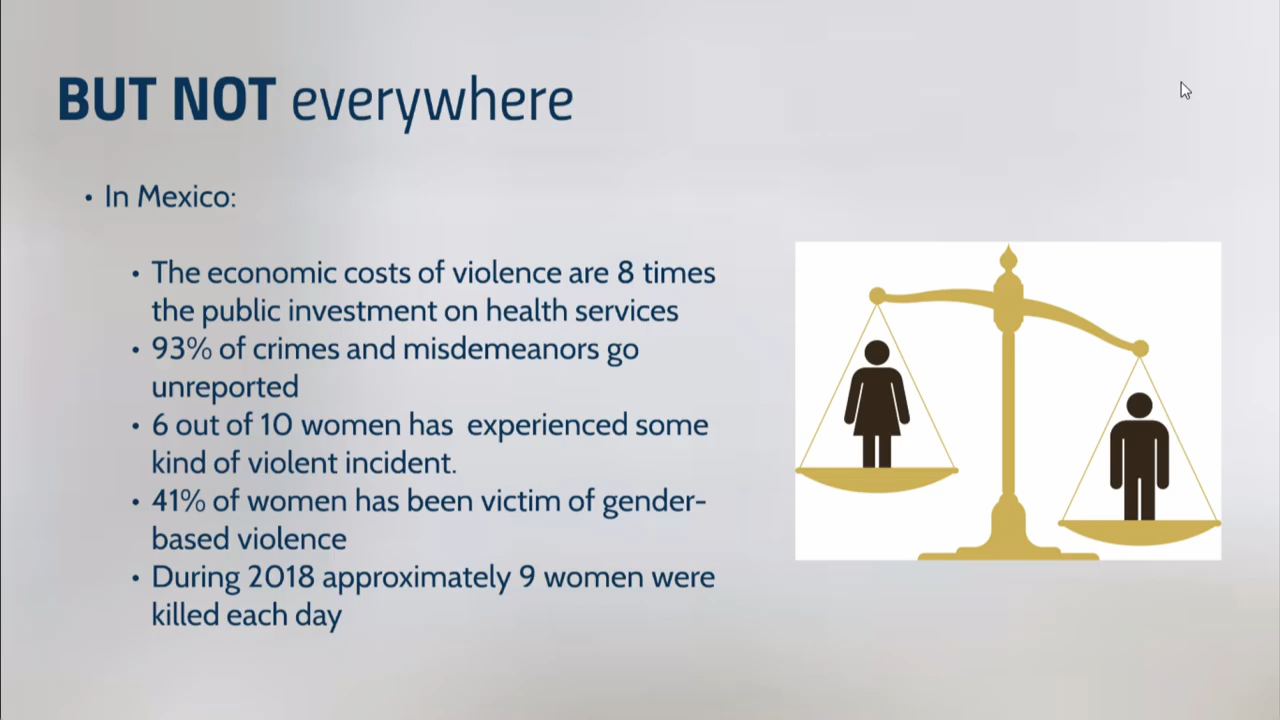 BUT NOT everywhere
• In Mexico:
• The economic costs of violence are 8 times
the public investment on health services
• 93% of crimes and misdemeanors go
unreported
• 6 out of 10 women has  experienced some
kind of violent incident.
• 41% of women has been victim of gender-
based violence
• During 2018 approximately 9 women were
killed each day